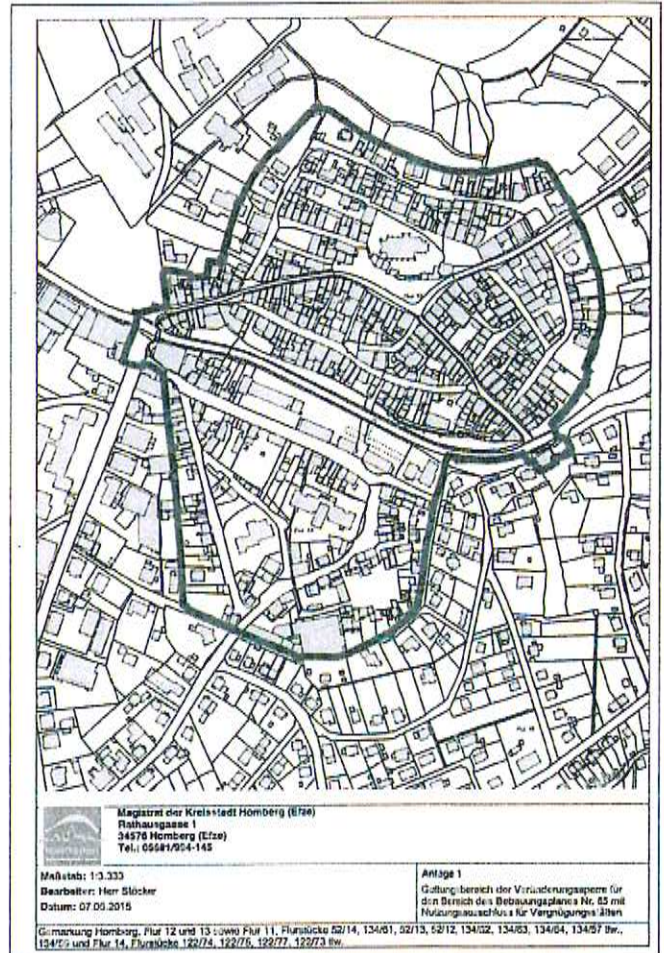 Magistrat der Kreisstadt Homberg (Efze)
Rathausgasse 1
34576 Homberg (Efze)
Tel.: 05681/994-145
Maßstab: 1:3.333
Bearbeiter: Herr Stöcker
Datum: 07.05.2015
Anlage 1
Geltungsbereich der Veränderungssperre für
den Bereich des Bebauungsplanes Nr. 65 mit
Nutzungsausschluss für Vergnügungsstätten
Gemarkung Homberg, Flur 12 und 13 sowie Flur 11, Flurstücke 52/14, 134/61, 52/13, 52/12, 134/32, 134/63, 134/64, 134/57 tlw.,
134/59 und Flur 14, Flurstücke 122/74, 122/76, 122/77, 122/73 tlw.